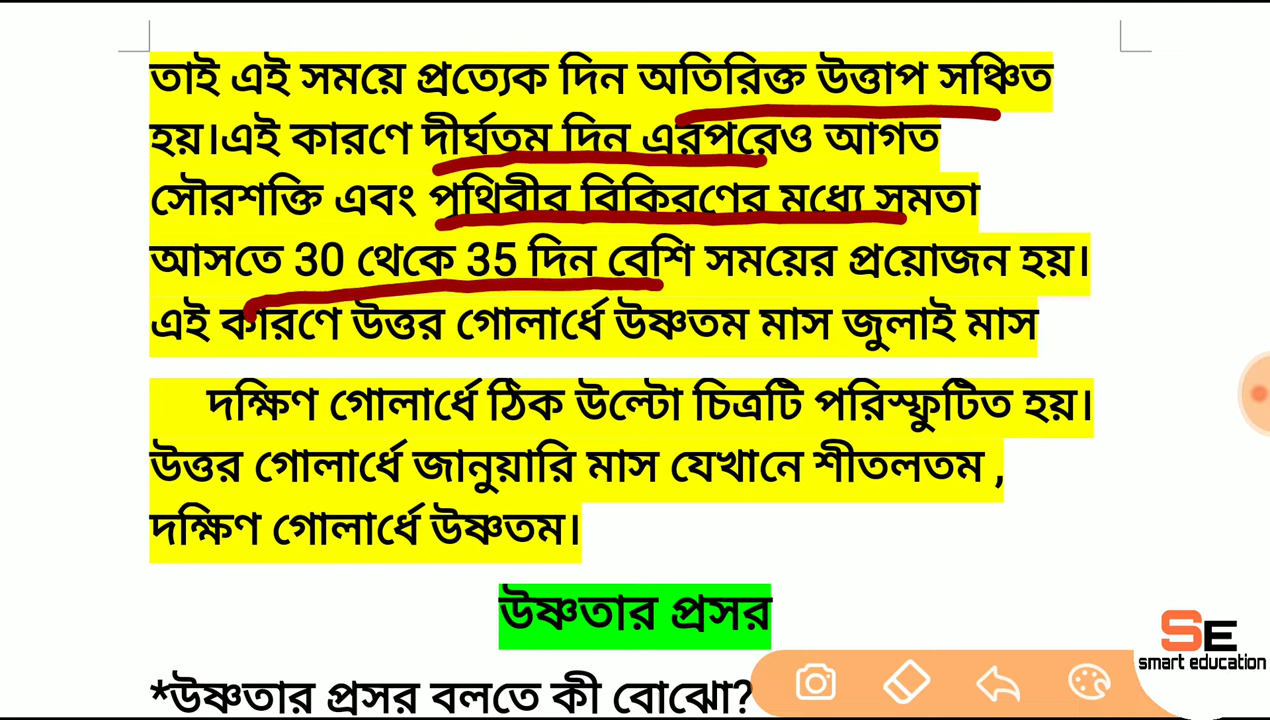 তাই এই সময়ে প্রত্যেক দিন অতিরিক্ত উত্তাপ সঞ্চিত
হয়।এই কারণে দীর্ঘতম দিন এরপরেও আগত
সৌরশক্তি এবং পৃথিবীর বিকিরণের মধ্যে সমতা
আসতে 30 থেকে 35 দিন বেশি সময়ের প্রয়োজন হয়।
এই কারণে উত্তর গোলার্ধে উষ্ণতম মাস জুলাই মাস
দক্ষিণ গোলার্ধে ঠিক উল্টো চিত্রটি পরিস্ফুটিত হয়।
উত্তর গোলার্ধে জানুয়ারি মাস যেখানে শীতলতম ,
দক্ষিণ গোলার্ধে উষ্ণতম।
উষ্ণতার প্রসর
SE
smart education
*উষ্ণতার প্রসর বলতে কী বোঝো?